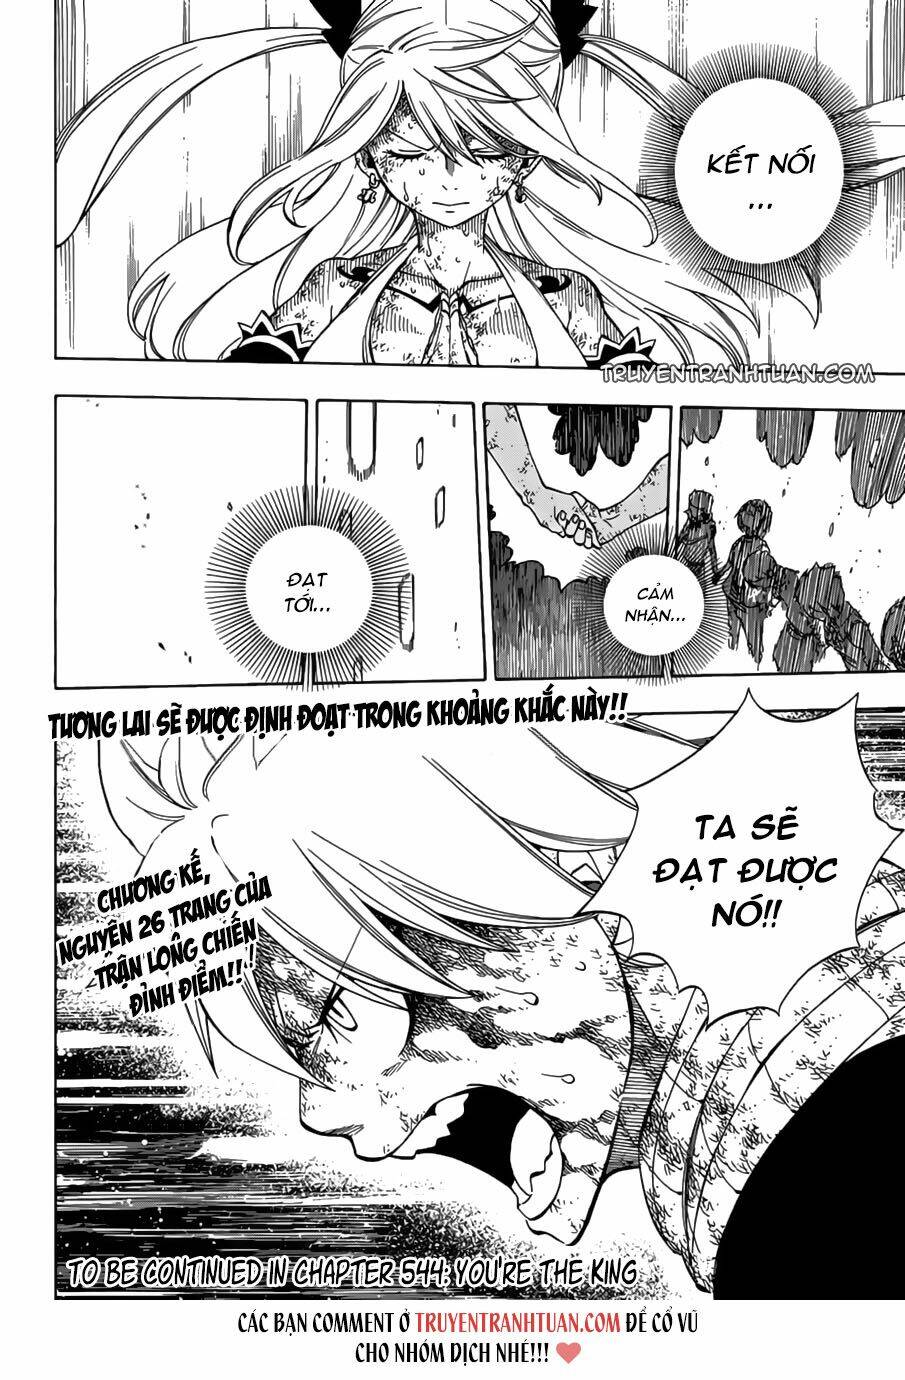 KẾT NỐI
...
TRUYENTRANHTUAN.COM
ĐẠT
TỚI...
CẢM
NHẬN...
TƯƠNG LAI SẼ ĐƯỢC ĐỊNH ĐOẠT TRONG KHOẢNG KHẮC NÀY!!
TA SẼ
ĐẠT ĐƯỢC
NÓ!!
CHƯƠNG KẾ,
NGUYÊN 26 TRANG CỦA
TRẬN LONG CHIẾN
ĐỈNH ĐIỂM!!!
TO BE CONTINUED IN CHAPTER 544: YOU'RE THE KING
CÁC BẠN COMMENT Ở TRUYENTRANHTUAN.COM ĐỂ CỔ VŨ
CHO NHÓM DỊCH NHÉ!!! ❤